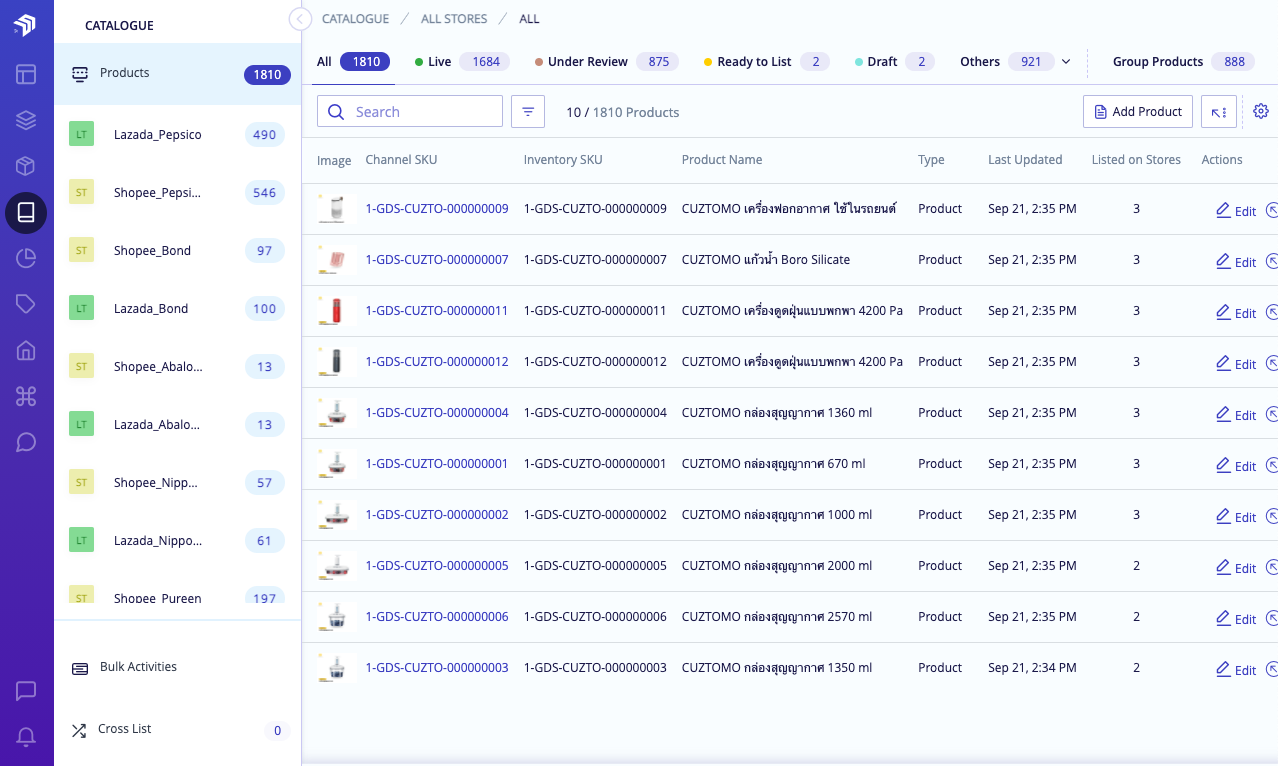 CATALOGUE
Products 1810
LT Lazada_Pepsico 490
ST Shopee_Pepsi... 546
ST Shopee_Bond 97
LT Lazada_Bond 100
ST Shopee_Abalo... 13
LT Lazada_Abalo... 13
ST Shopee_Nipp... 57
LT Lazada_Nippo... 61
ST Shopee_Pureen 197
Bulk Activities
Cross List 0
CATALOGUE / ALL STORES / ALL
All 1810 Live 1684 Under Review 875 Ready to List 2 Draft 2 Others 921 Group Products 888
Search 10 / 1810 Products Add Product
Image Channel SKU Inventory SKU Product Name Type Last Updated Listed on Stores Actions
1-GDS-CUZTO-000000009 1-GDS-CUZTO-000000009 CUZTOMO เครื่องฟอกอากาศ ใช้ในรถยนต์ Product Sep 21, 2:35 PM 3 Edit
1-GDS-CUZTO-000000007 1-GDS-CUZTO-000000007 CUZTOMO แก้วน้ำ Boro Silicate Product Sep 21, 2:35 PM 3 Edit
1-GDS-CUZTO-000000011 1-GDS-CUZTO-000000011 CUZTOMO เครื่องดูดฝุ่นแบบพกพา 4200 Pa Product Sep 21, 2:35 PM 3 Edit
1-GDS-CUZTO-000000012 1-GDS-CUZTO-000000012 CUZTOMO เครื่องดูดฝุ่นแบบพกพา 4200 Pa Product Sep 21, 2:35 PM 3 Edit
1-GDS-CUZTO-000000004 1-GDS-CUZTO-000000004 CUZTOMO กล่องสุญญากาศ 1360 ml Product Sep 21, 2:35 PM 3 Edit
1-GDS-CUZTO-000000001 1-GDS-CUZTO-000000001 CUZTOMO กล่องสุญญากาศ 670 ml Product Sep 21, 2:35 PM 3 Edit
1-GDS-CUZTO-000000002 1-GDS-CUZTO-000000002 CUZTOMO กล่องสุญญากาศ 1000 ml Product Sep 21, 2:35 PM 3 Edit
1-GDS-CUZTO-000000005 1-GDS-CUZTO-000000005 CUZTOMO กล่องสุญญากาศ 2000 ml Product Sep 21, 2:35 PM 2 Edit
1-GDS-CUZTO-000000006 1-GDS-CUZTO-000000006 CUZTOMO กล่องสุญญากาศ 2570 ml Product Sep 21, 2:35 PM 2 Edit
1-GDS-CUZTO-000000003 1-GDS-CUZTO-000000003 CUZTOMO กล่องสุญญากาศ 1350 ml Product Sep 21, 2:34 PM 2 Edit